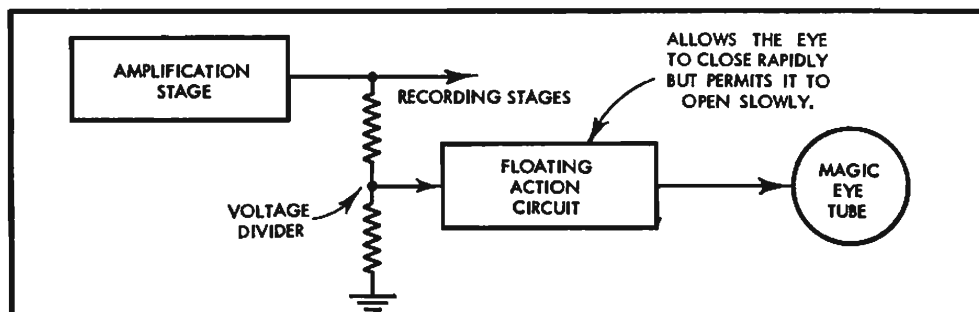 AMPLIFICATION
STAGE
RECORDING STAGES
ALLOWS THE EYE
TO CLOSE RAPIDLY
BUT PERMITS IT TO
OPEN SLOWLY.
VOLTAGE
DIVIDER
FLOATING
ACTION
CIRCUIT
MAGIC
EYE
TUBE